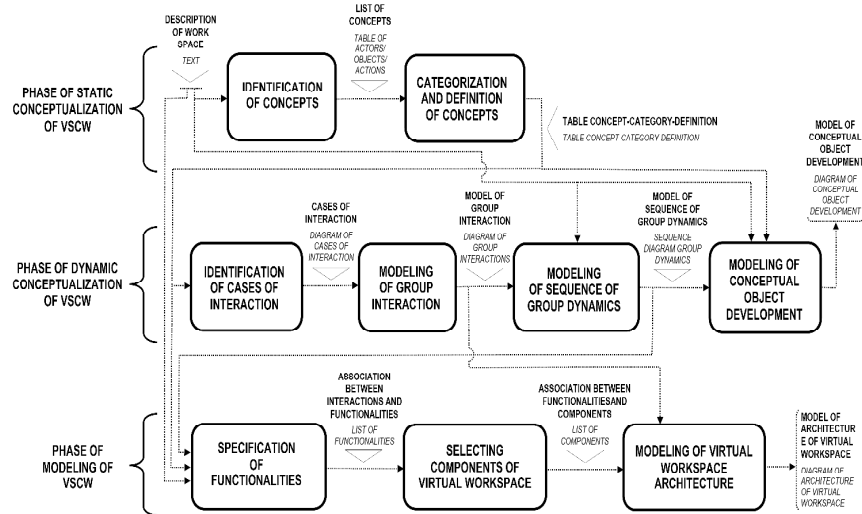 DESCRIPTION
OF WORK
SPACE
TEXT
LIST OF
CONCEPTS
TABLE OF
ACTORS/
OBJECTS/
ACTIONS
PHASE OF STATIC
CONCEPTUALIZATION
OF VSCW
IDENTIFICATION
OF CONCEPTS
CATEGORIZATION
AND DEFINITION
OF CONCEPTS
TABLE CONCEPT-CATEGORY-DEFINITION
TABLE CONCEPT CATEGORY DEFINITION
MODEL OF
CONCEPTUAL
OBJECT
DEVELOPMENT
DIAGRAM OF
CONCEPTUAL
OBJECT
DEVELOPMENT
CASES OF
INTERACTION
DIAGRAM OF
CASES OF
INTERACTION
MODEL OF
GROUP
INTERACTION
DIAGRAM OF
GROUP
INTERACTIONS
MODEL OF
SEQUENCE OF
GROUP DYNAMICS
SEQUENCE
DIAGRAM GROUP
DYNAMICS
PHASE OF DYNAMIC
CONCEPTUALIZATION
OF VSCW
IDENTIFICATION
OF CASES OF
INTERACTION
MODELING
OF GROUP
INTERACTION
MODELING
OF SEQUENCE OF
GROUP DYNAMICS
MODELING OF
CONCEPTUAL
OBJECT
DEVELOPMENT
ASSOCIATION
BETWEEN
INTERACTIONS AND
FUNCTIONALITIES
LIST OF
FUNCTIONALITIES
ASSOCIATION BETWEEN
FUNCTIONALITIESAND
COMPONENTS
LIST OF
COMPONENTS
PHASE OF
MODELING OF
VSCW
SPECIFICATION
OF
FUNCTIONALITIES
SELECTING
COMPONENTS OF
VIRTUAL WORKSPACE
MODELING OF VIRTUAL
WORKSPACE
ARCHITECTURE
MODEL OF
ARCHITECTUR
E OF VIRTUAL
WORKSPACE
DIAGRAM OF
ARCHITECTURE
OF VIRTUAL
WORKSPACE